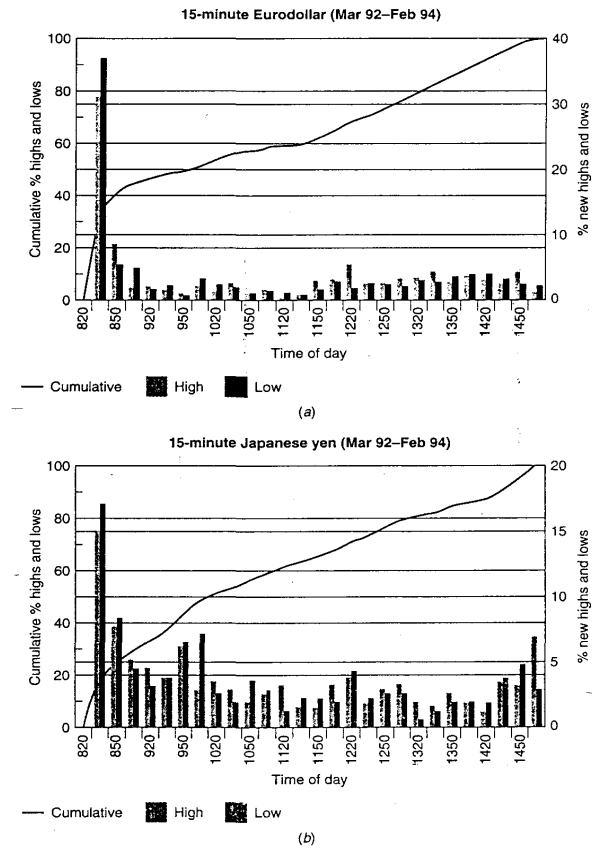 15-minute Eurodollar (Mar 92–Feb 94)
Cumulative % highs and lows
100
80
60
40
20
0
40
30
20
10
0
% new highs and lows
820 850 920 950 1020 1050 1120 1150 1220 1250 1320 1350 1420 1450
Time of day
Cumulative High Low
(a)
15-minute Japanese yen (Mar 92–Feb 94)
Cumulative % highs and lows
100
80
60
40
20
0
20
15
10
5
0
% new highs and lows
820 850 920 950 1020 1050 1120 1150 1220 1250 1320 1350 1420 1450
Time of day
Cumulative High Low
(b)